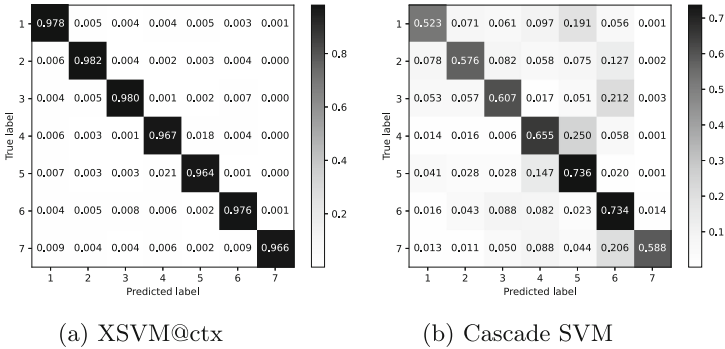 1 0.978 0.005 0.004 0.004 0.005 0.003 0.001
2 0.006 0.982 0.004 0.002 0.002 0.004 0.000
0.8
3 0.004 0.005 0.980 0.001 0.002 0.007 0.000
0.6
True label
4 0.006 0.003 0.001 0.967 0.018 0.004 0.000
0.4
5 0.007 0.003 0.003 0.021 0.964 0.002 0.001
6 0.004 0.005 0.008 0.006 0.002 0.976 0.001
0.2
7 0.009 0.004 0.004 0.006 0.002 0.009 0.966
1 2 3 4 5 6 7
Predicted label
(a) XSVM@ctx
1 0.523 0.071 0.061 0.097 0.191 0.056 0.001
0.7
2 0.078 0.576 0.082 0.058 0.075 0.127 0.002
0.6
3 0.053 0.057 0.607 0.017 0.051 0.212 0.003
0.5
True label
4 0.014 0.016 0.006 0.655 0.250 0.058 0.001
0.4
5 0.041 0.028 0.028 0.147 0.736 0.020 0.001
0.3
6 0.016 0.043 0.088 0.082 0.023 0.734 0.014
0.2
7 0.013 0.011 0.050 0.088 0.044 0.206 0.588
0.1
1 2 3 4 5 6 7
Predicted label
(b) Cascade SVM